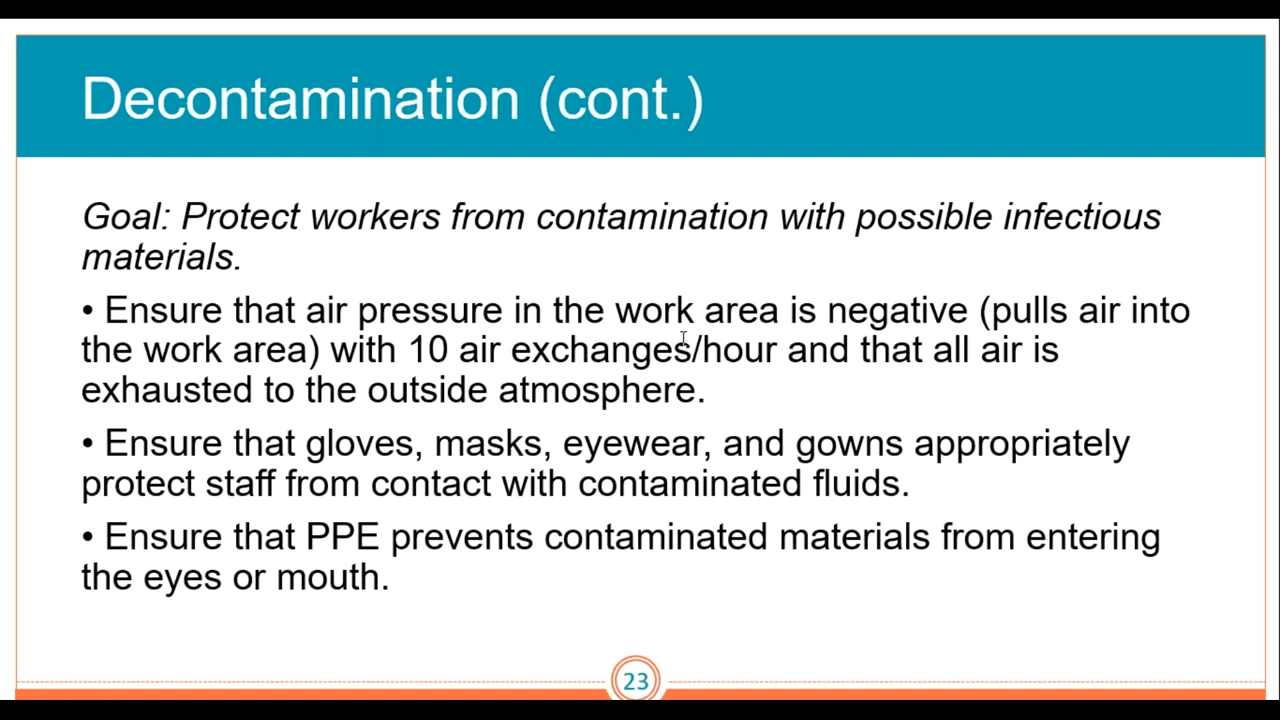 Decontamination (cont.)
Goal: Protect workers from contamination with possible infectious
materials.
• Ensure that air pressure in the work area is negative (pulls air into
the work area) with 10 air exchanges/hour and that all air is
exhausted to the outside atmosphere.
• Ensure that gloves, masks, eyewear, and gowns appropriately
protect staff from contact with contaminated fluids.
• Ensure that PPE prevents contaminated materials from entering
the eyes or mouth.
23